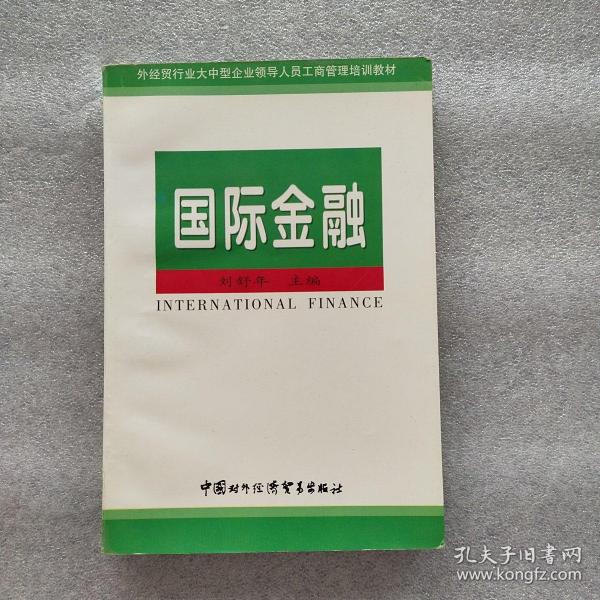 外经贸行业大中型企业领导人员工商管理培训教材
国际金融
刘舒年 主编
INTERNATIONAL FINANCE
中国对外经济贸易出版社
孔夫子旧书网
www.kongfz.com